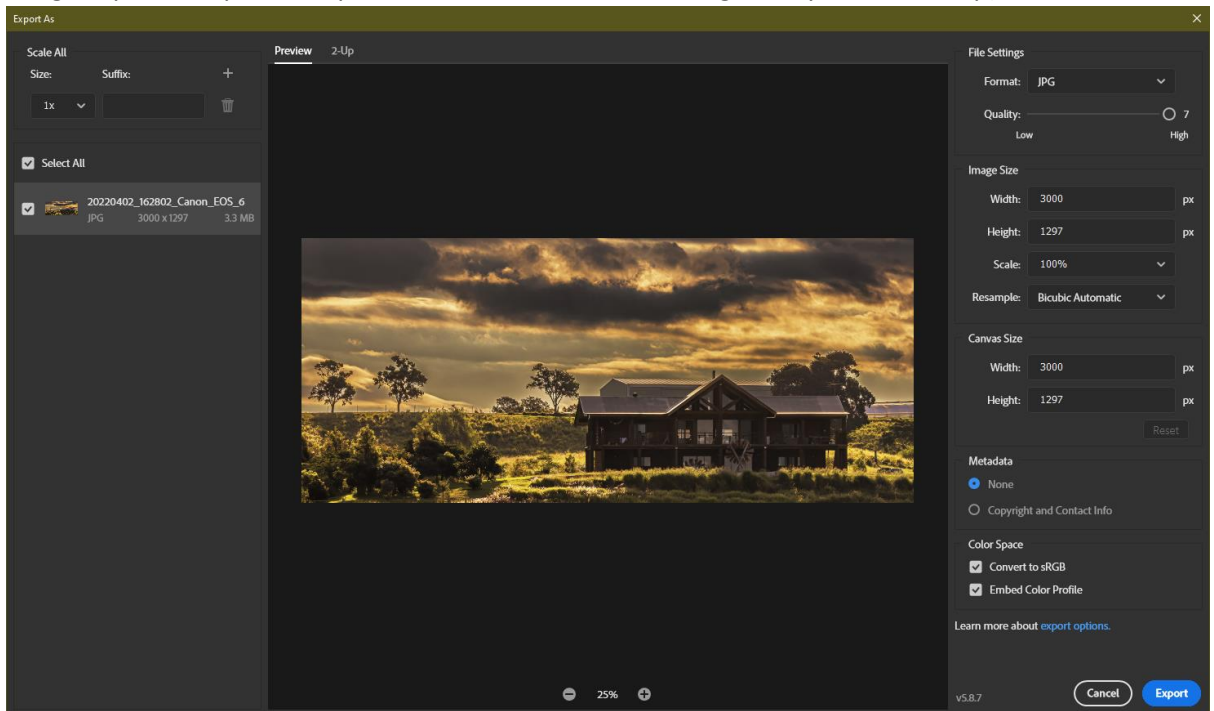 Export As
Scale All
Size: Suffix:
1x
Select All
20220402_162802_Canon_EOS_6
JPG 3000 x 1297 3.3 MB
Preview 2-Up
25%
File Settings
Format: JPG
Quality: 7
Low High
Image Size
Width: 3000 px
Height: 1297 px
Scale: 100%
Resample: Bicubic Automatic
Canvas Size
Width: 3000 px
Height: 1297 px
Reset
Metadata
None
Copyright and Contact Info
Color Space
Convert to sRGB
Embed Color Profile
Learn more about export options.
v5.8.7 Cancel Export